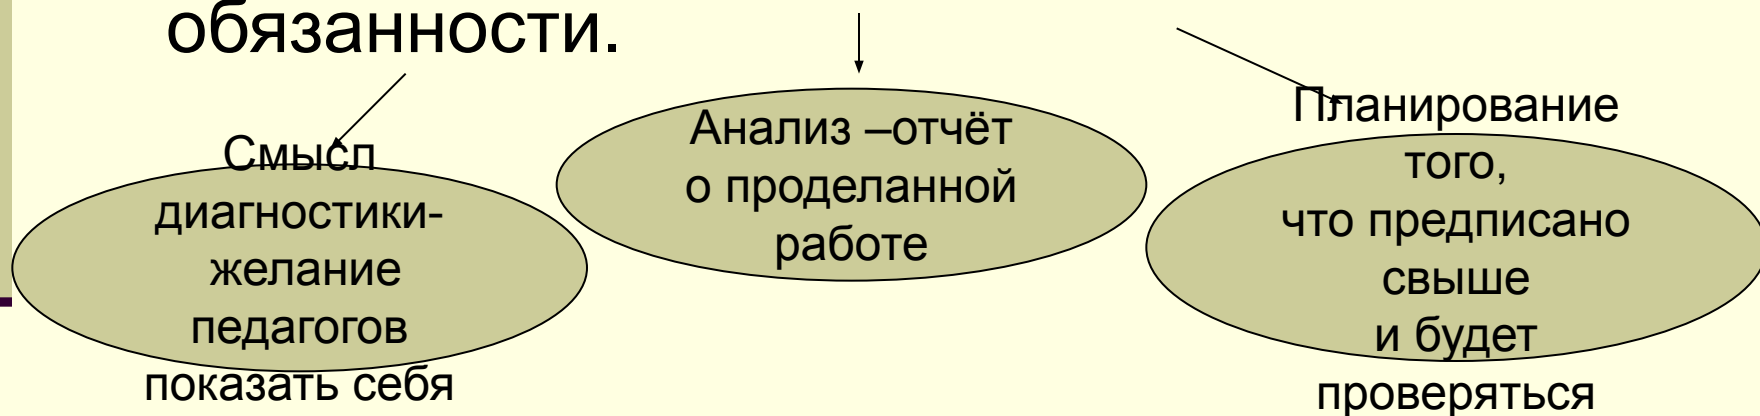 обязанности.
Смысл
диагностики-
желание
педагогов
показать себя
Анализ –отчёт
о проделанной
работе
Планирование
того,
что предписано
свыше
и будет
проверяться